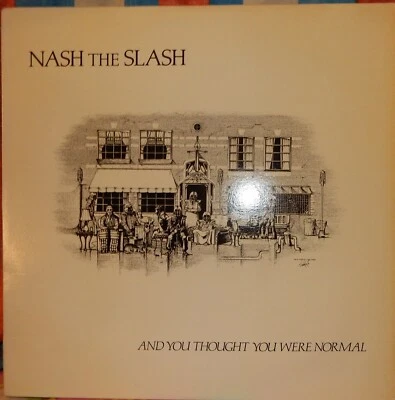 NASH THE SLASH
AND YOU THOUGHT YOU WERE NORMAL